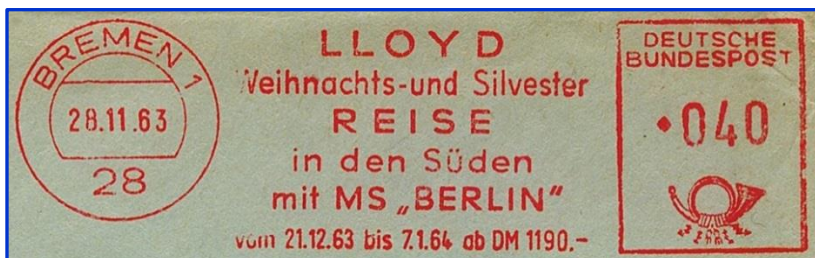 BREMEN 1
28.11.63
28
LLOYD
Weihnachts-und Silvester
REISE
in den Süden
mit MS „BERLIN“
vom 21.12.63 bis 7.1.64 ab DM 1190.-
DEUTSCHE
BUNDESPOST
040